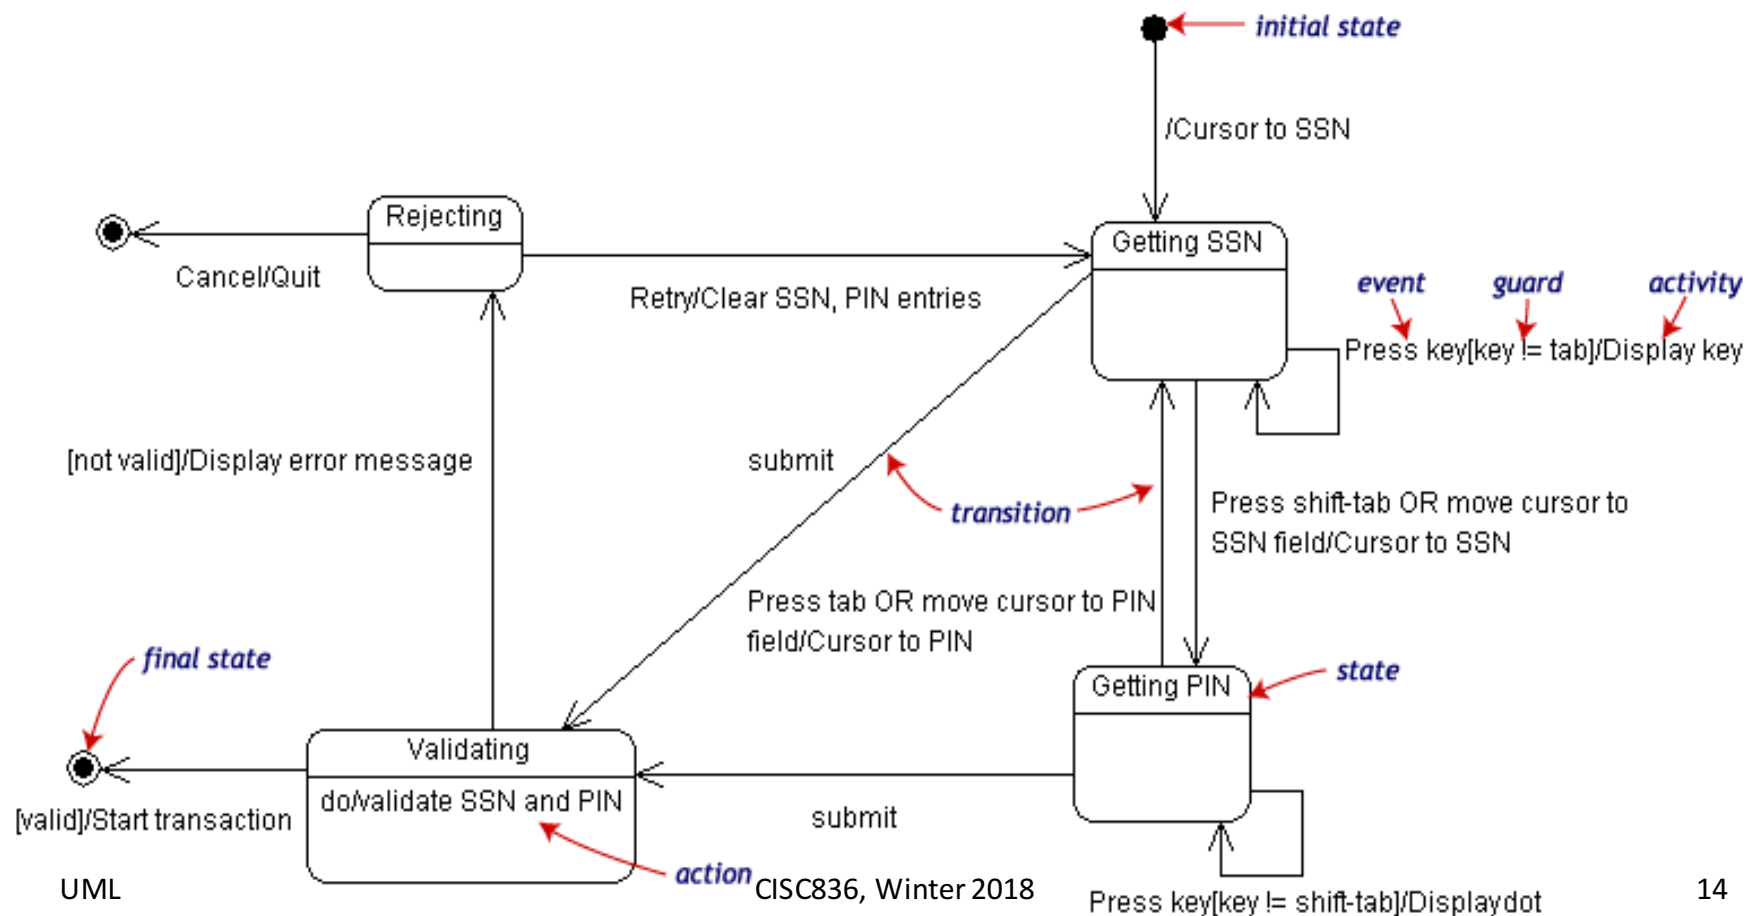 initial state
/Cursor to SSN
Rejecting
Getting SSN
Cancel/Quit
Retry/Clear SSN, PIN entries
event
guard
activity
Press key[key != tab]/Display key
[not valid]/Display error message
submit
transition
Press shift-tab OR move cursor to
SSN field/Cursor to SSN
Press tab OR move cursor to PIN
field/Cursor to PIN
final state
Getting PIN
state
Validating
do/validate SSN and PIN
[valid]/Start transaction
submit
action
Press key[key != shift-tab]/Displaydot
UML
CISC836, Winter 2018
14